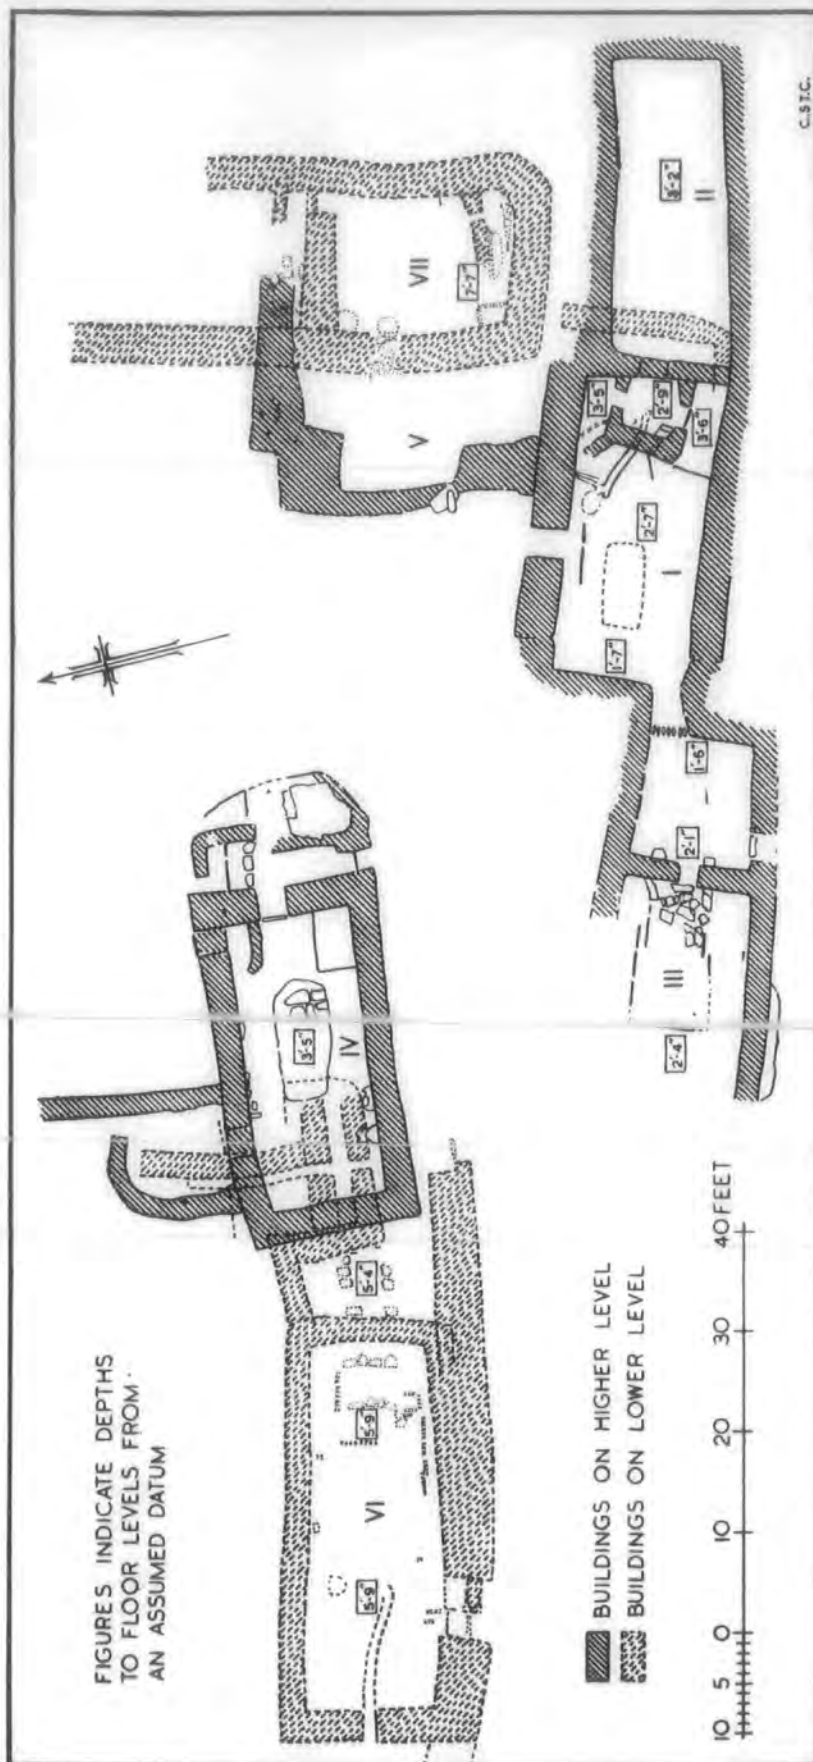 FIGURES INDICATE DEPTHS
TO FLOOR LEVELS FROM
AN ASSUMED DATUM
VI
5'-9"
5'-9"
5'-4"
IV
3'-5"
V
VII
7'-7"
III
2'-4"
2'-1"
1'-6"
I
1'-7"
2'-7"
3'-5"
2'-9"
3'-6"
II
3'-2"
BUILDINGS ON HIGHER LEVEL
BUILDINGS ON LOWER LEVEL
10 5 0 10 20 30 40 FEET
C.S.T.C.